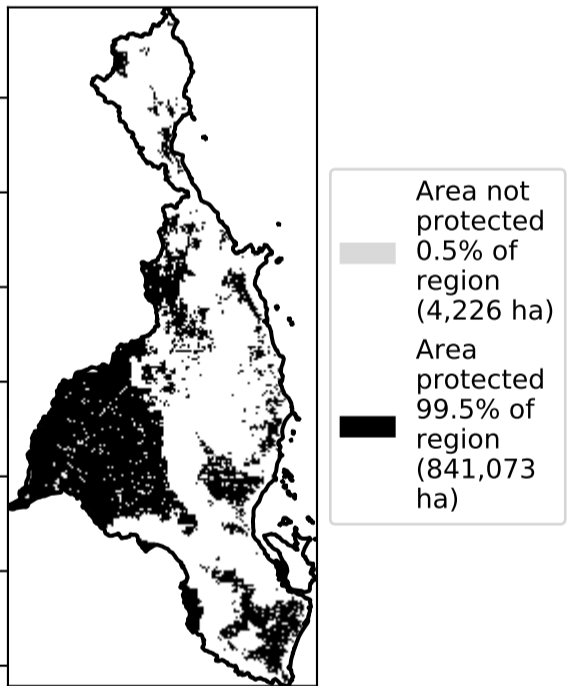 Area not
protected
0.5% of
region
(4,226 ha)
Area
protected
99.5% of
region
(841,073
ha)